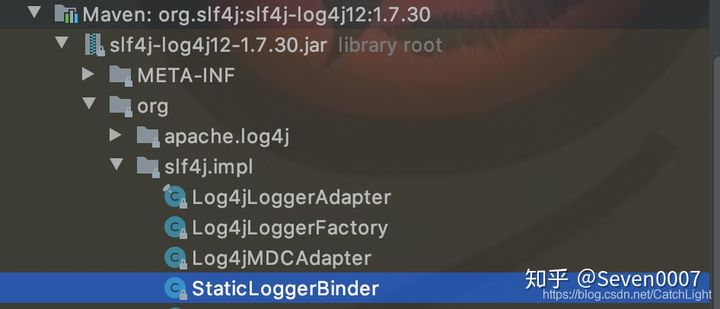 Maven: org.slf4j:slf4j-log4j12:1.7.30
slf4j-log4j12-1.7.30.jar library root
META-INF
org
apache.log4j
slf4j.impl
Log4jLoggerAdapter
Log4jLoggerFactory
Log4jMDCAdapter
StaticLoggerBinder
知乎 @Seven0007
https://blog.csdn.net/CatchLight